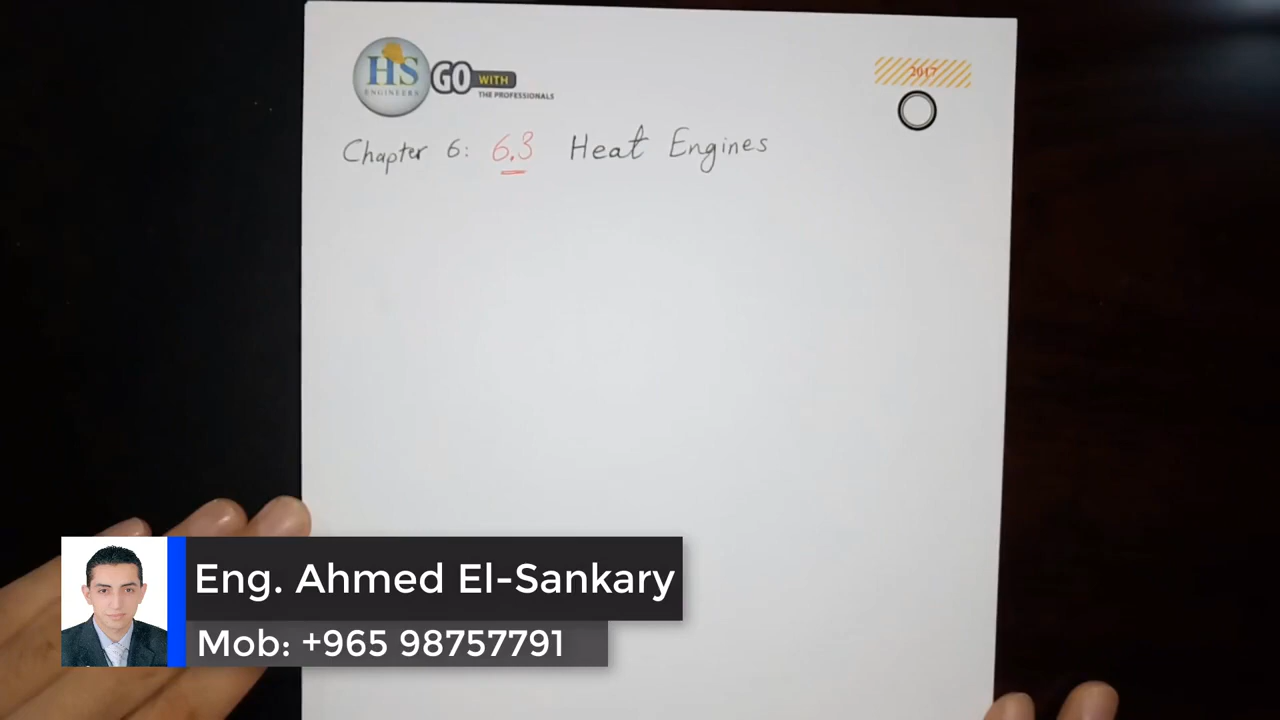 HS
ENGINEERS
GO WITH
THE PROFESSIONALS
2017
Chapter 6: 6.3 Heat Engines
Eng. Ahmed El-Sankary
Mob: +965 98757791